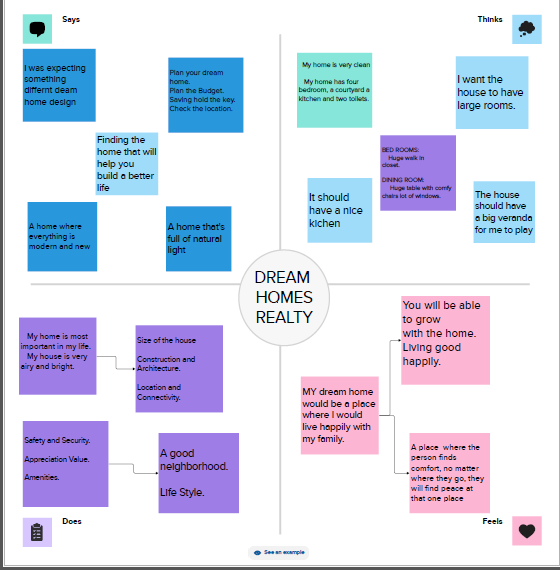 Says
I was expecting
something
differnt deam
home design
Plan your dream
home.
Plan the Budget.
Saving hold the key.
Check the location.
Finding the
home that will
help you
build a better
life
A home where
everything is
modern and new
A home that's
full of natural
light
Thinks
My home is very clean
My home has four
bedroom, a courtyard a
kitchen and two toilets.
I want the
house to have
large rooms.
BED ROOMS:
Huge walk in
closet.
DINING ROOM:
Huge table with comfy
chairs lot of windows.
It should
have a nice
kichen
The house
should have
a big veranda
for me to play
DREAM
HOMES
REALTY
My home is most
important in my life.
My house is very
airy and bright.
Size of the house
Construction and
Architecture.
Location and
Connectivity.
Safety and Security.
Appreciation Value.
Amenities.
A good
neighborhood.
Life Style.
Does
You will be able
to grow
with the home.
Living good
happily.
MY dream home
would be a place
where I would
live happily with
my family.
A place where the
person finds
comfort, no matter
where they go, they
will find peace at
that one place
Feels
See an example